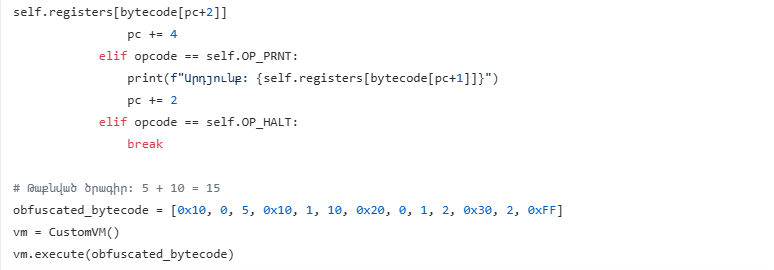 self.registers[bytecode[pc+2]]
                pc += 4
            elif opcode == self.OP_PRNT:
                print(f"Արդյունք: {self.registers[bytecode[pc+1]]}")
                pc += 2
            elif opcode == self.OP_HALT:
                break
# Թաքնված ծրագիր: 5 + 10 = 15
obfuscated_bytecode = [0x10, 0, 5, 0x10, 1, 10, 0x20, 0, 1, 2, 0x30, 2, 0xFF]
vm = CustomVM()
vm.execute(obfuscated_bytecode)